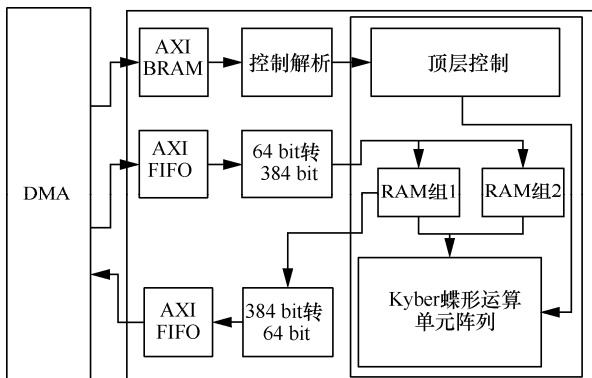 DMA
AXI
BRAM
控制解析
顶层控制
AXI
FIFO
64 bit转
384 bit
RAM组1
RAM组2
AXI
FIFO
384 bit转
64 bit
Kyber蝶形运算
单元阵列